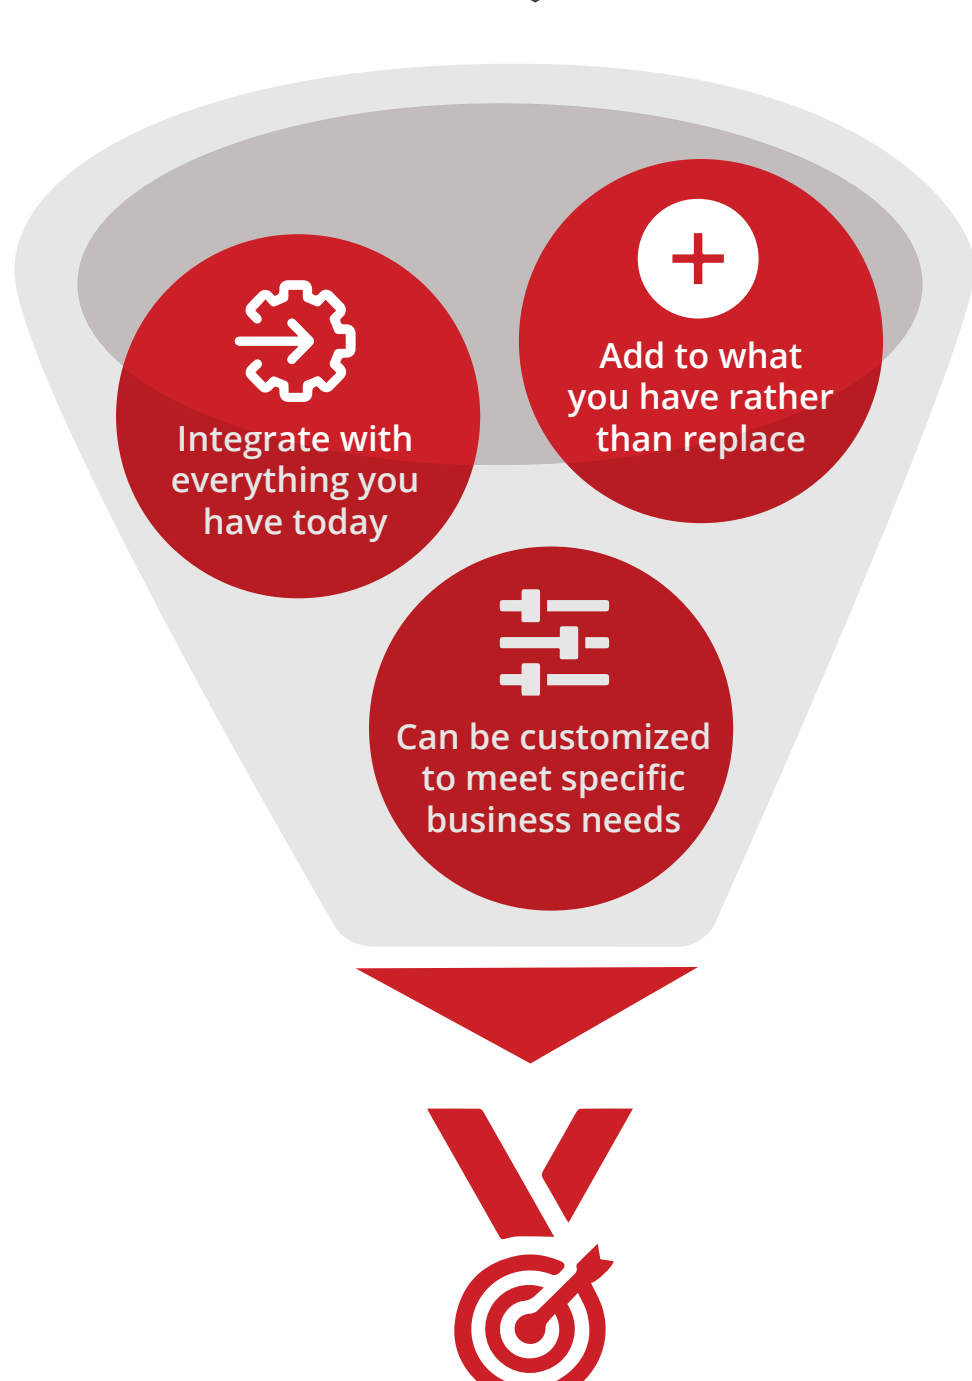 Add to what
you have rather
than replace
Integrate with
everything you
have today
Can be customized
to meet specific
business needs